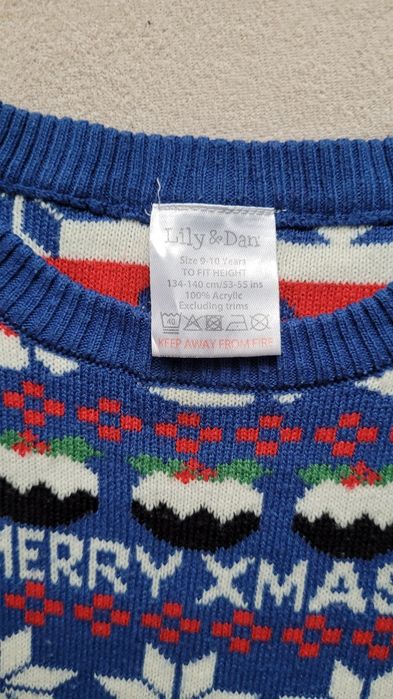 Lily & Dan
Size 9-10 Years
TO FIT HEIGHT
134-140 cm/53-55 ins
100% Acrylic
Excluding trims
40
KEEP AWAY FROM FIRE
MERRY XMAS